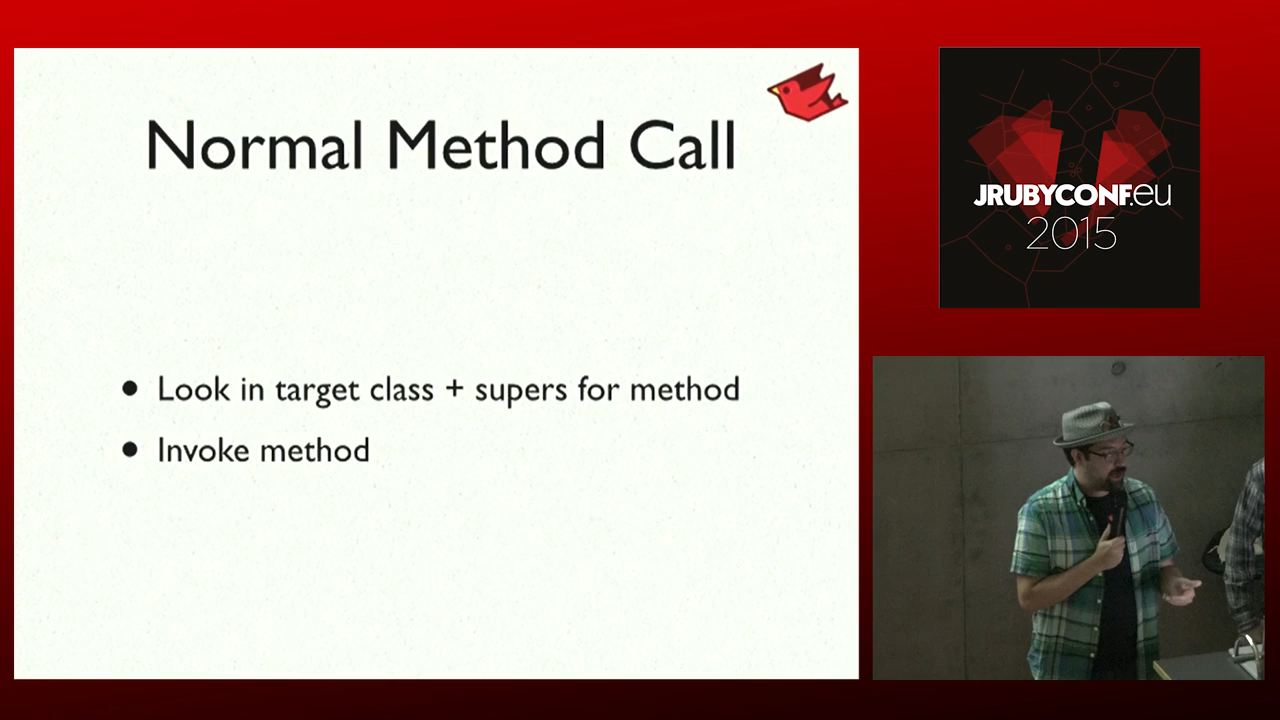 Normal Method Call
• Look in target class + supers for method
• Invoke method
JRUBYCONF.eu
2015